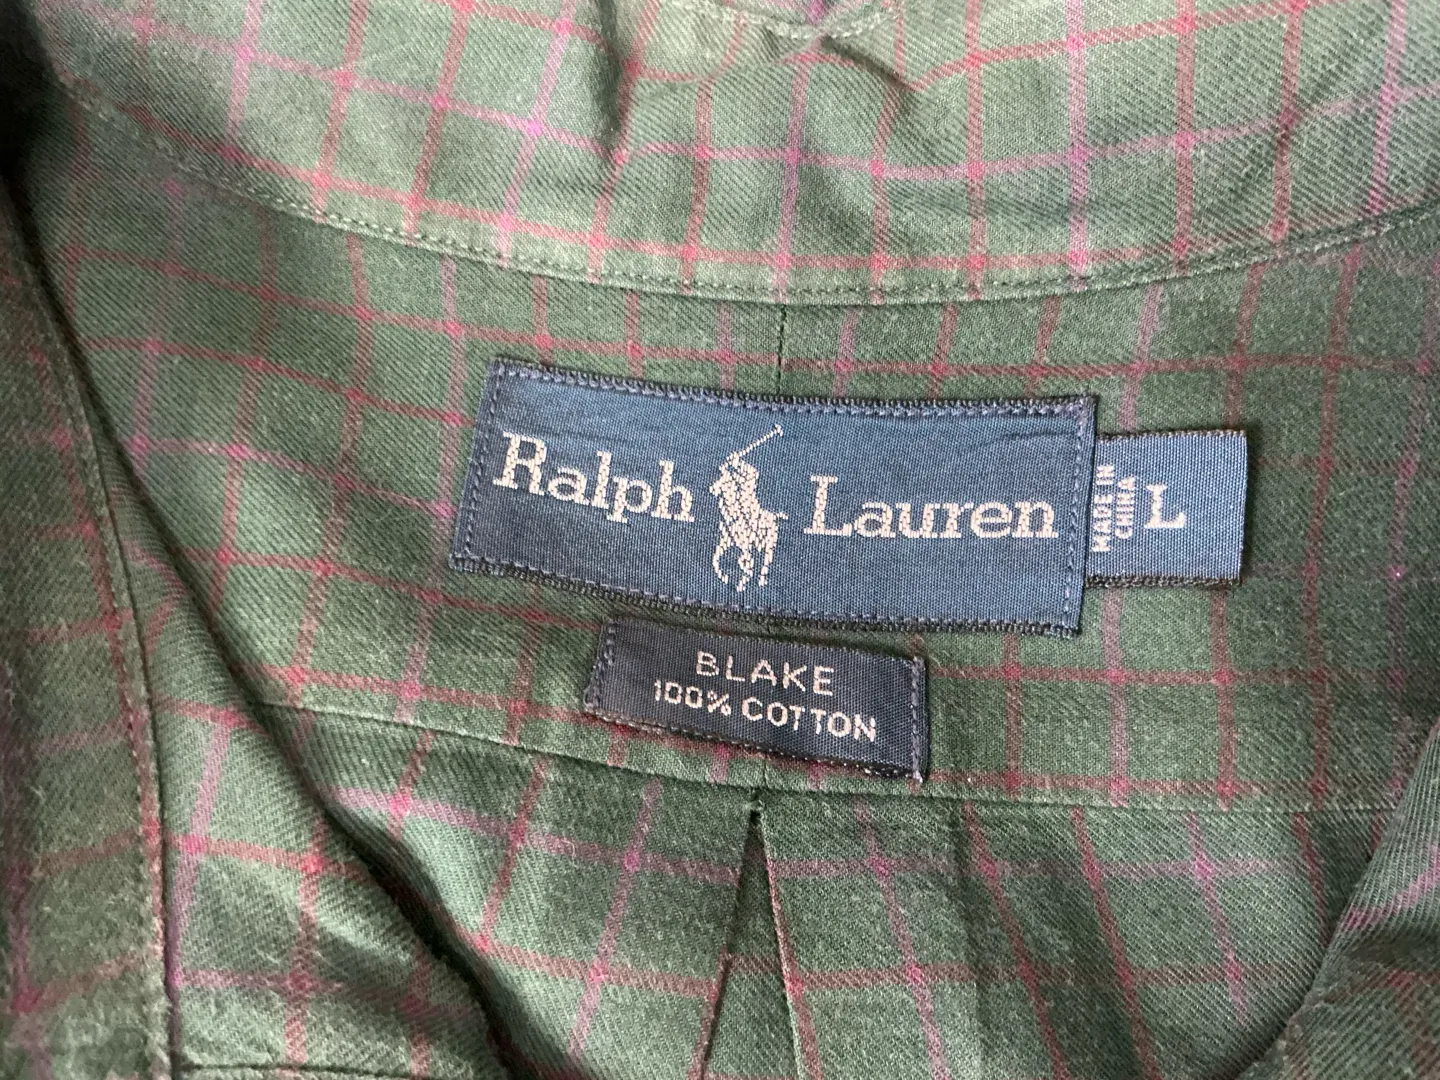 Ralph Lauren
MADE IN
CHINA
L
BLAKE
100% COTTON